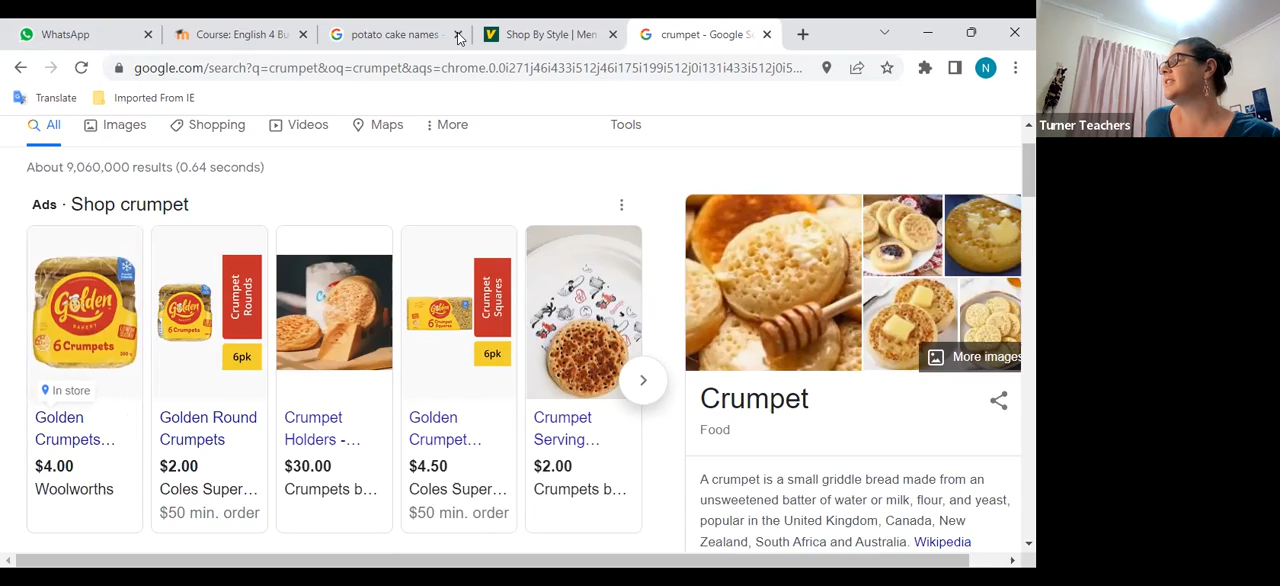 WhatsApp
Course: English 4 Bu
potato cake names -
Shop By Style | Men
crumpet - Google S
google.com/search?q=crumpet&oq=crumpet&aqs=chrome.0.0i271j46i433i512j46i175i199i512j0i131i433i512j0i5...
N
Translate
Imported From IE
All
Images
Shopping
Videos
Maps
More
Tools
About 9,060,000 results (0.64 seconds)
Ads · Shop crumpet
Golden
BAKERY
6 Crumpets
In store
Golden
Crumpets...
$4.00
Woolworths
Golden
6 Crumpets
Crumpet
Rounds
6pk
Golden Round
Crumpets
$2.00
Coles Super...
$50 min. order
Crumpet
Holders -...
$30.00
Crumpets b...
Crumpet
Squares
6pk
Golden
Crumpet...
$4.50
Coles Super...
$50 min. order
Crumpet
Serving...
$2.00
Crumpets b...
More images
Crumpet
Food
A crumpet is a small griddle bread made from an
unsweetened batter of water or milk, flour, and yeast,
popular in the United Kingdom, Canada, New
Zealand, South Africa and Australia. Wikipedia
Turner Teachers